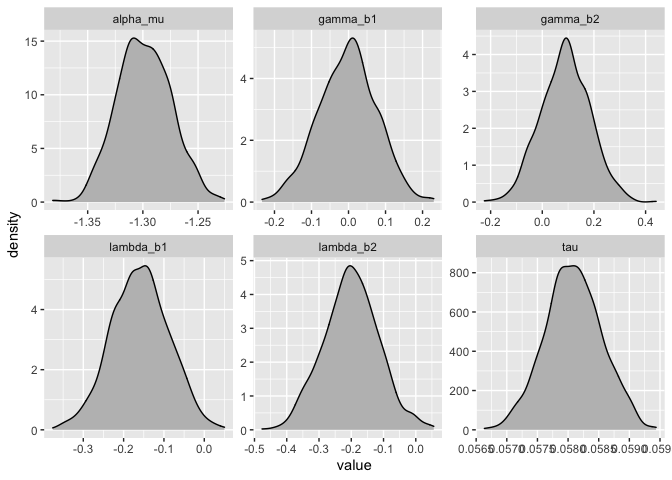 alpha_mu gamma_b1 gamma_b2
15
10
5
0
4
2
0
4
3
2
1
0
-1.35 -1.30 -1.25
-0.2 -0.1 0.0 0.1 0.2
-0.2 0.0 0.2 0.4
density
lambda_b1 lambda_b2 tau
4
2
0
5
4
3
2
1
0
800
600
400
200
0
-0.3 -0.2 -0.1 0.0
-0.5 -0.4 -0.3 -0.2 -0.1 0.0
0.0565 0.0570 0.0575 0.0580 0.0585 0.0590 0.059
value